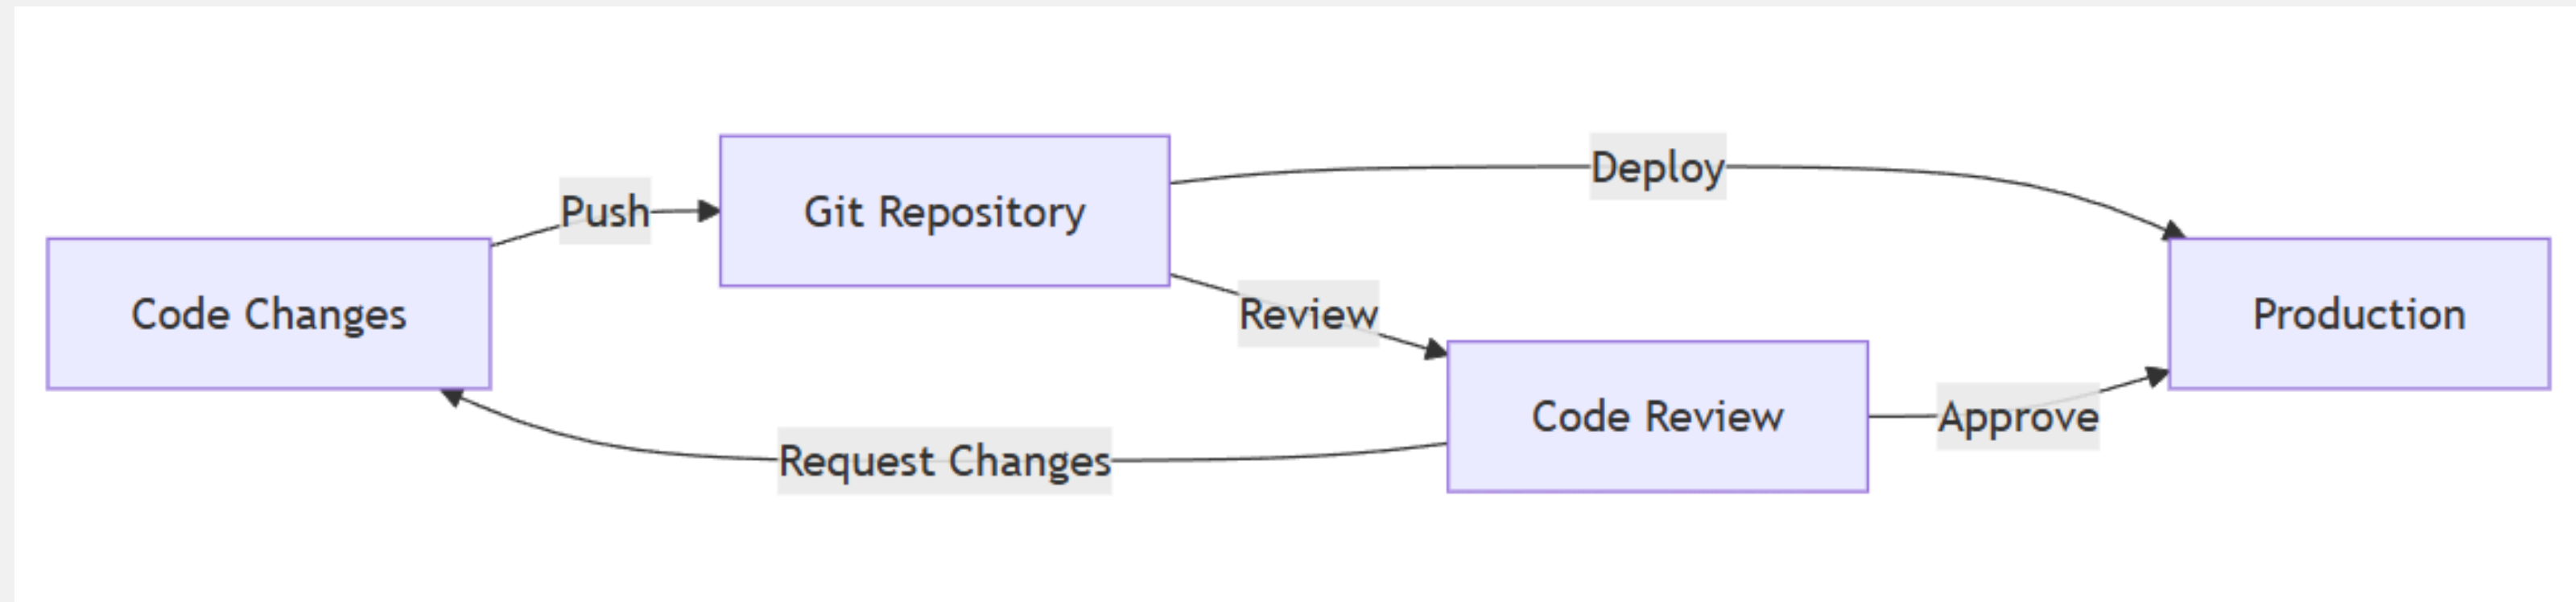 Code Changes
Push
Git Repository
Deploy
Review
Code Review
Request Changes
Approve
Production